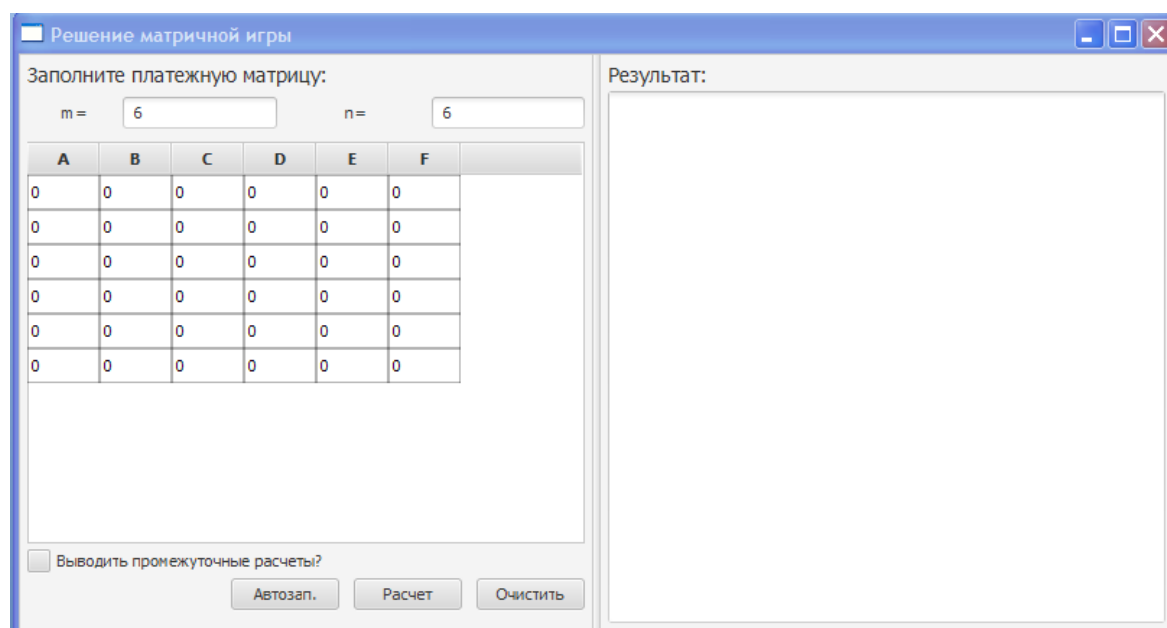 Решение матричной игры
Заполните платежную матрицу:
m = 6 n = 6
A B C D E F
0 0 0 0 0 0
0 0 0 0 0 0
0 0 0 0 0 0
0 0 0 0 0 0
0 0 0 0 0 0
0 0 0 0 0 0
Выводить промежуточные расчеты?
Автозап. Расчет Очистить
Результат: